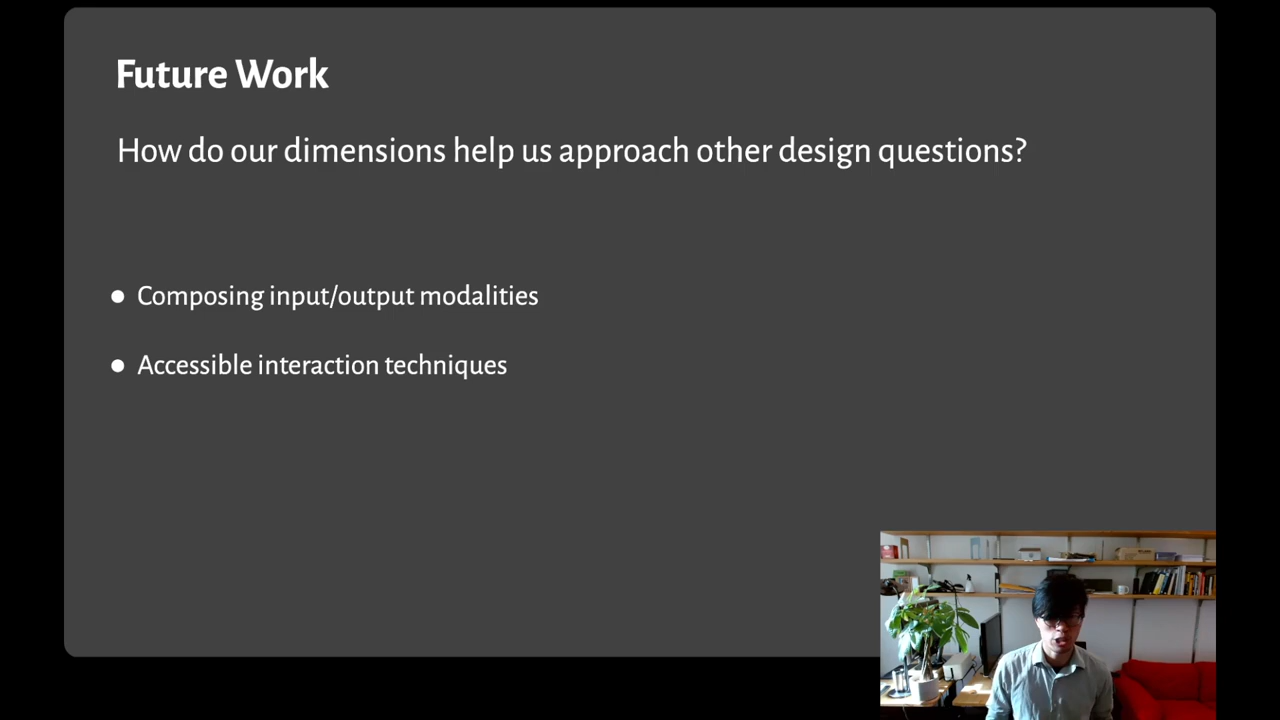 Future Work
How do our dimensions help us approach other design questions?
● Composing input/output modalities
● Accessible interaction techniques